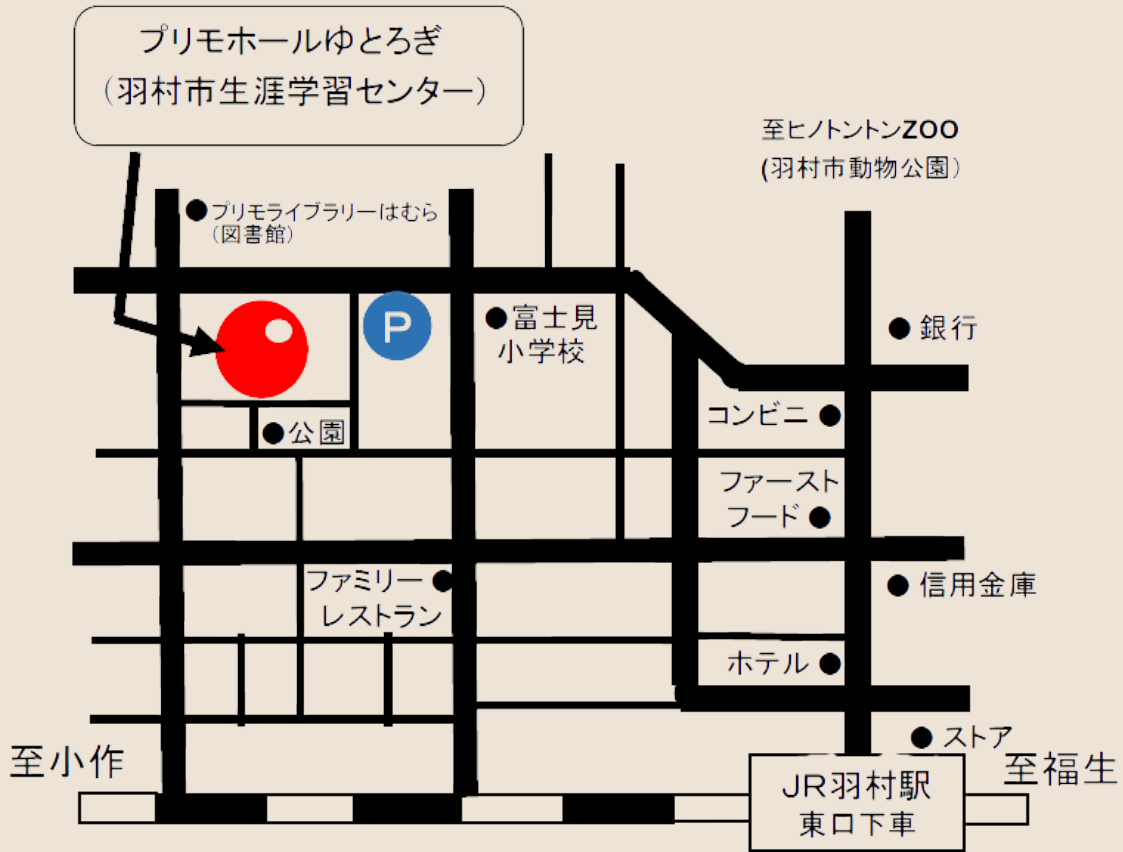 プリモホールゆとろぎ
（羽村市生涯学習センター）
至ヒノトントンZOO
(羽村市動物公園）
●プリモライブラリーはむら
（図書館）
P
●富士見
小学校
●銀行
コンビニ●
●公園
ファースト
フード●
ファミリー●
レストラン
●信用金庫
ホテル●
●ストア
至小作
至福生
JR羽村駅
東口下車